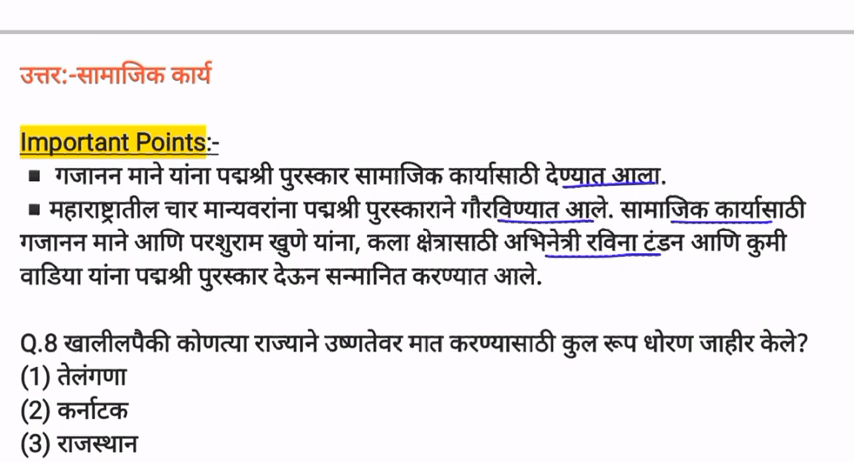 उत्तर:-सामाजिक कार्य
Important Points:-
▪ गजानन माने यांना पद्मश्री पुरस्कार सामाजिक कार्यासाठी देण्यात आला.
▪ महाराष्ट्रातील चार मान्यवरांना पद्मश्री पुरस्काराने गौरविण्यात आले. सामाजिक कार्यासाठी
गजानन माने आणि परशुराम खुणे यांना, कला क्षेत्रासाठी अभिनेत्री रविना टंडन आणि कुमी
वाडिया यांना पद्मश्री पुरस्कार देऊन सन्मानित करण्यात आले.
Q.8 खालीलपैकी कोणत्या राज्याने उष्णतेवर मात करण्यासाठी कुल रूप धोरण जाहीर केले?
(1) तेलंगणा
(2) कर्नाटक
(3) राजस्थान